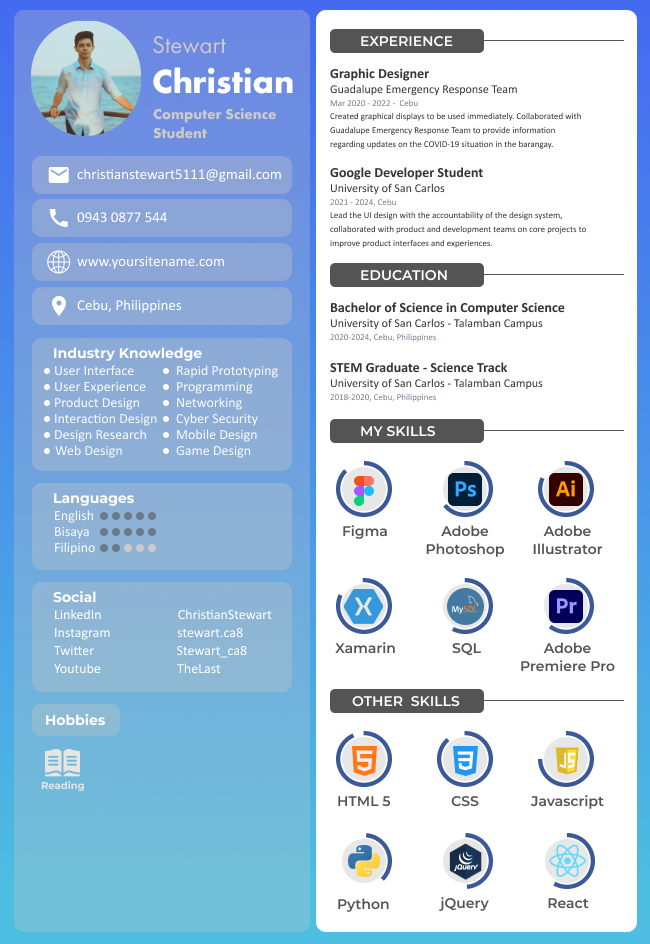 Stewart
Christian
Computer Science
Student
christianstewart5111@gmail.com
0943 0877 544
www.yoursitename.com
Cebu, Philippines
Industry Knowledge
User Interface
User Experience
Product Design
Interaction Design
Design Research
Web Design
Rapid Prototyping
Programming
Networking
Cyber Security
Mobile Design
Game Design
Languages
English
Bisaya
Filipino
Social
LinkedIn ChristianStewart
Instagram stewart.ca8
Twitter Stewart_ca8
Youtube TheLast
Hobbies
Reading
EXPERIENCE
Graphic Designer
Guadalupe Emergency Response Team
Mar 2020 - 2022 - Cebu
Created graphical displays to be used immediately. Collaborated with
Guadalupe Emergency Response Team to provide information
regarding updates on the COVID-19 situation in the barangay.
Google Developer Student
University of San Carlos
2021 - 2024, Cebu
Lead the UI design with the accountability of the design system,
collaborated with product and development teams on core projects to
improve product interfaces and experiences.
EDUCATION
Bachelor of Science in Computer Science
University of San Carlos - Talamban Campus
2020-2024, Cebu, Philippines
STEM Graduate - Science Track
University of San Carlos - Talamban Campus
2018-2020, Cebu, Philippines
MY SKILLS
Ps
Ai
Figma
Adobe
Photoshop
Adobe
Illustrator
MySQL
Pr
Xamarin
SQL
Adobe
Premiere Pro
OTHER SKILLS
5
3
JS
HTML 5
CSS
Javascript
jQuery
Python
jQuery
React